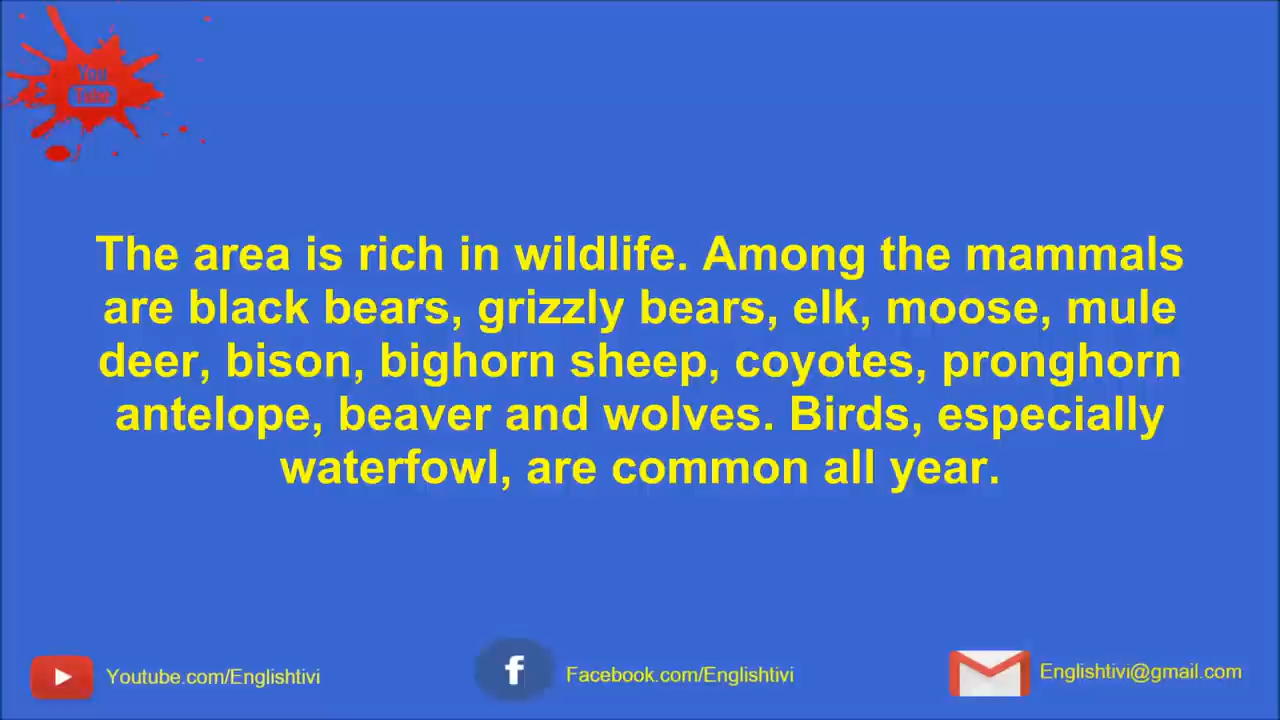 You
Tube
The area is rich in wildlife. Among the mammals
are black bears, grizzly bears, elk, moose, mule
deer, bison, bighorn sheep, coyotes, pronghorn
antelope, beaver and wolves. Birds, especially
waterfowl, are common all year.
Youtube.com/Englishtivi
f
Facebook.com/Englishtivi
Englishtivi@gmail.com